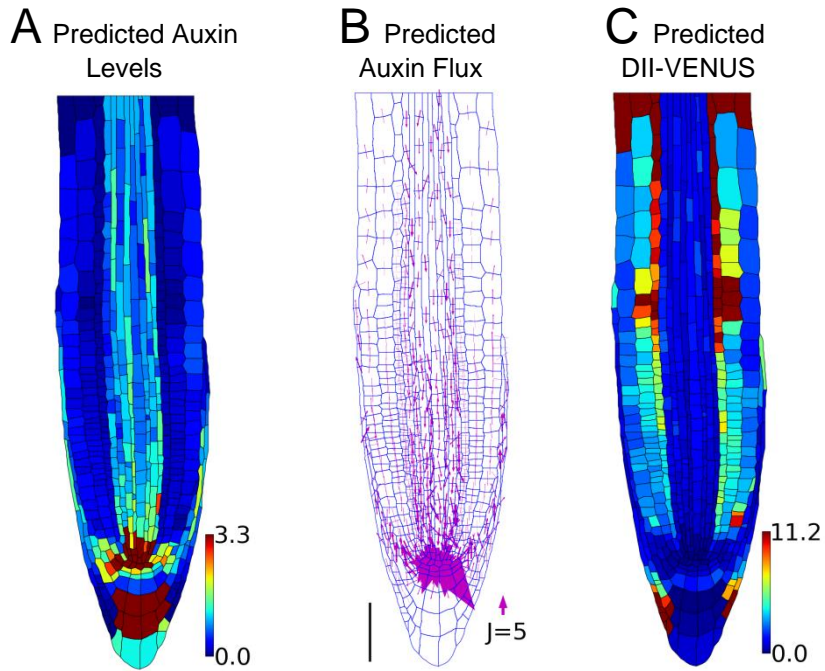 A Predicted Auxin
Levels
B Predicted
Auxin Flux
C Predicted
DII-VENUS
3.3
0.0
J=5
11.2
0.0